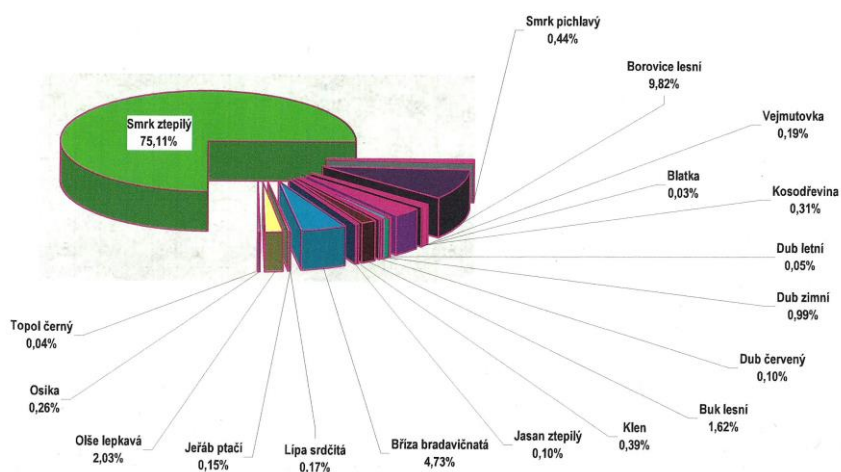 Smrk pichlavý
0,44%
Borovice lesní
9,82%
Smrk ztepilý
75,11%
Vejmutovka
0,19%
Blatka
0,03%
Kosodřevina
0,31%
Dub letní
0,05%
Dub zimní
0,99%
Topol černý
0,04%
Dub červený
0,10%
Osika
0,26%
Buk lesní
1,62%
Klen
0,39%
Olše lepkavá
2,03%
Jeřáb ptačí
0,15%
Lípa srdčitá
0,17%
Bříza bradavičnatá
4,73%
Jasan ztepilý
0,10%